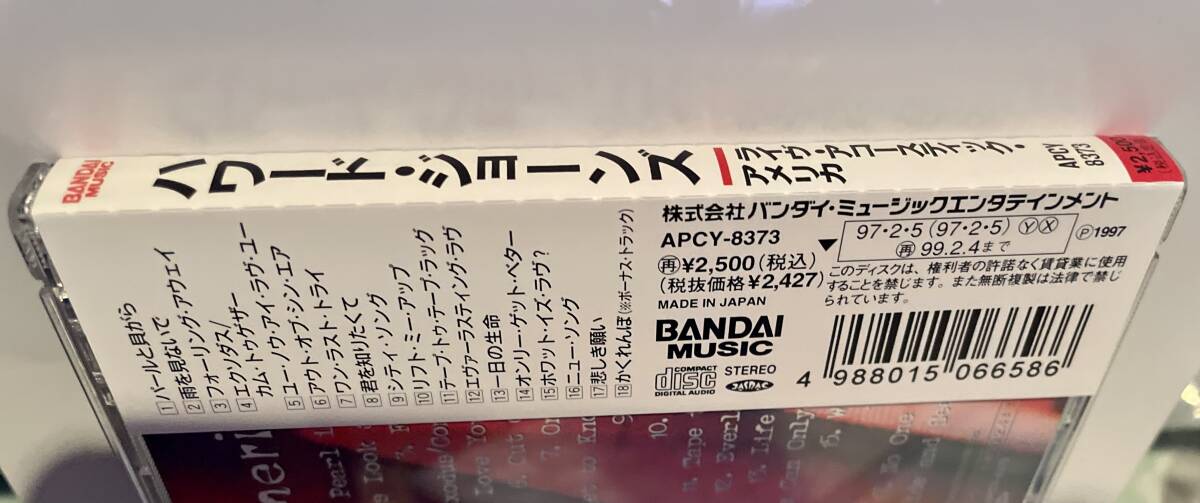 BANDAI
MUSIC
ハワード・ジョーンズ
ライヴ・アコースティック・
アメリカ
APCY
8373
1 パールと貝がら
2 雨を見ないで
3 フォーリング・アウェイ
4 エクソダス/
カム・トゥゲザー
5 ユー・ノウ・アイ・ラヴ・ユー
6 アウト・オブ・シン・エア
7 ワン・ラスト・トライ
8 君を知りたくて
9 シティ・ソング
10 リフト・ミー・アップ
11 テープ・トゥ・テープ・ラッグ
12 エヴァーラスティング・ラヴ
13 一日の生命
14 オンリー・ゲット・ベター
15 ホワット・イズ・ラヴ?
16 ニュー・ソング
17 悲しき願い
18 かくれんぼ(※ボーナス・トラック)
株式会社バンダイ・ミュージックエンタテインメント
APCY-8373
97・2・5(97・2・5) Ⓨ Ⓧ
再 99.2.4まで
Ⓟ 1997
再 ¥2,500(税込)
(税抜価格¥2,427)
MADE IN JAPAN
このディスクは、権利者の許諾なく賃貸業に使用
することを禁じます。また無断複製は法律で禁じ
られています。
BANDAI
MUSIC
COMPACT
disc
DIGITAL AUDIO
STEREO
JASRAC
4 988015 066586